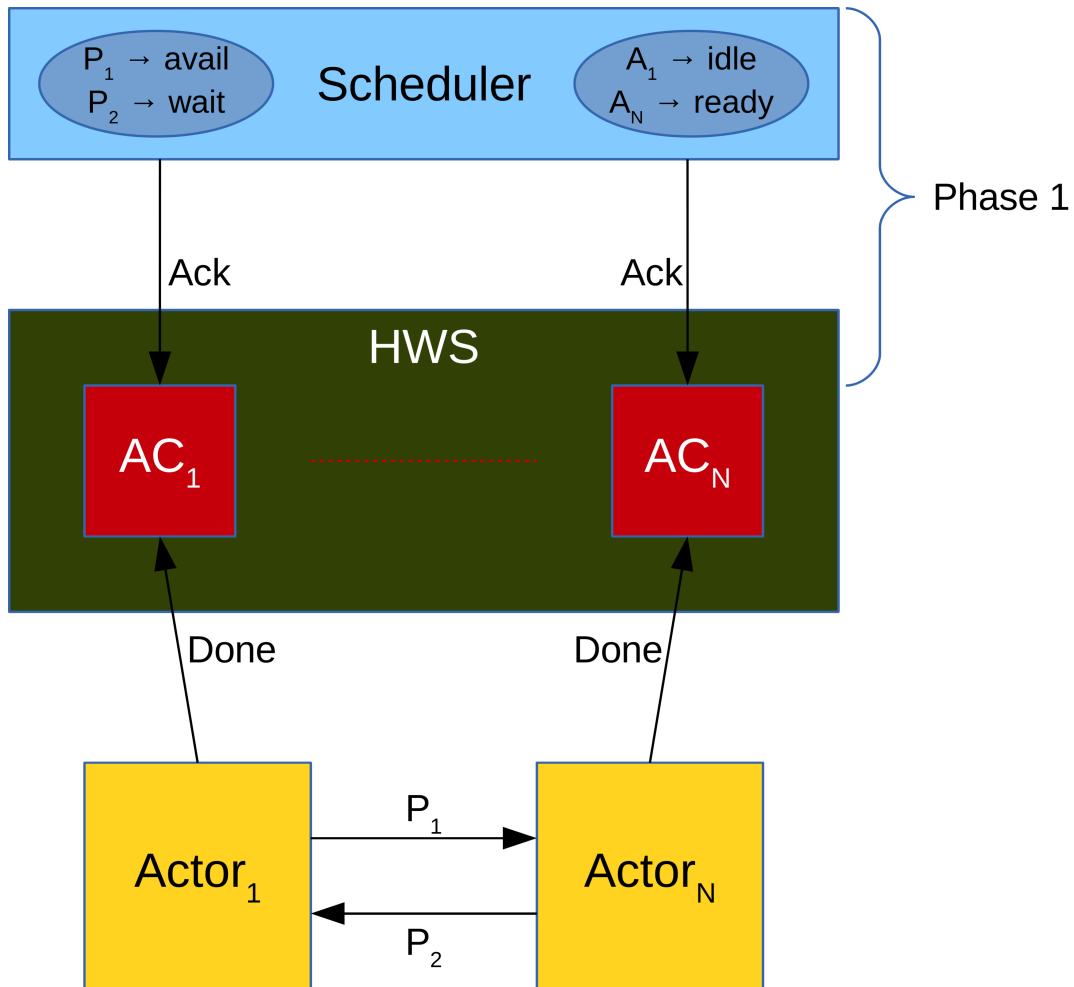 P₁ → avail
P₂ → wait
Scheduler
A₁ → idle
Aₙ → ready
Phase 1
Ack
Ack
HWS
AC₁
ACₙ
Done
Done
P₁
Actor₁
Actorₙ
P₂